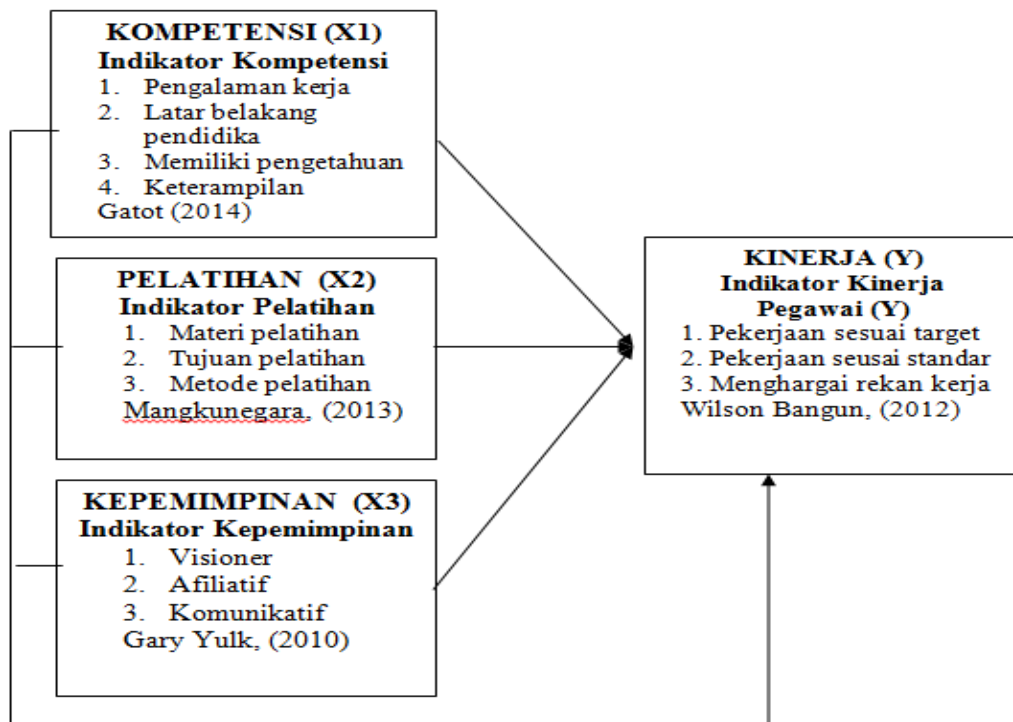 KOMPETENSI (X1)
Indikator Kompetensi
1. Pengalaman kerja
2. Latar belakang
pendidika
3. Memiliki pengetahuan
4. Keterampilan
Gatot (2014)
PELATIHAN (X2)
Indikator Pelatihan
1. Materi pelatihan
2. Tujuan pelatihan
3. Metode pelatihan
Mangkunegara, (2013)
KEPEMIMPINAN (X3)
Indikator Kepemimpinan
1. Visioner
2. Afiliatif
3. Komunikatif
Gary Yulk, (2010)
KINERJA (Y)
Indikator Kinerja
Pegawai (Y)
1. Pekerjaan sesuai target
2. Pekerjaan seusai standar
3. Menghargai rekan kerja
Wilson Bangun, (2012)